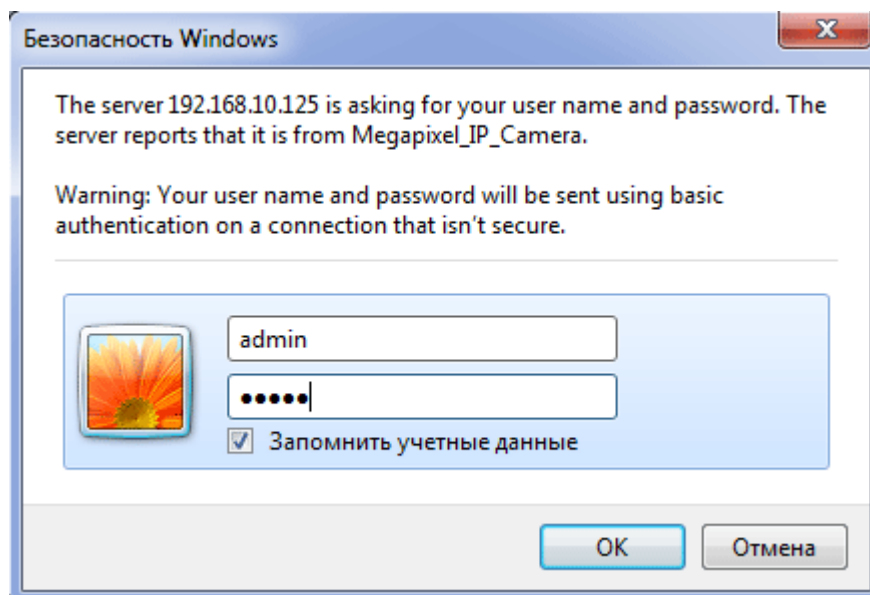 Безопасность Windows
The server 192.168.10.125 is asking for your user name and password. The
server reports that it is from Megapixel_IP_Camera.
Warning: Your user name and password will be sent using basic
authentication on a connection that isn't secure.
admin
•••••
Запомнить учетные данные
OK
Отмена